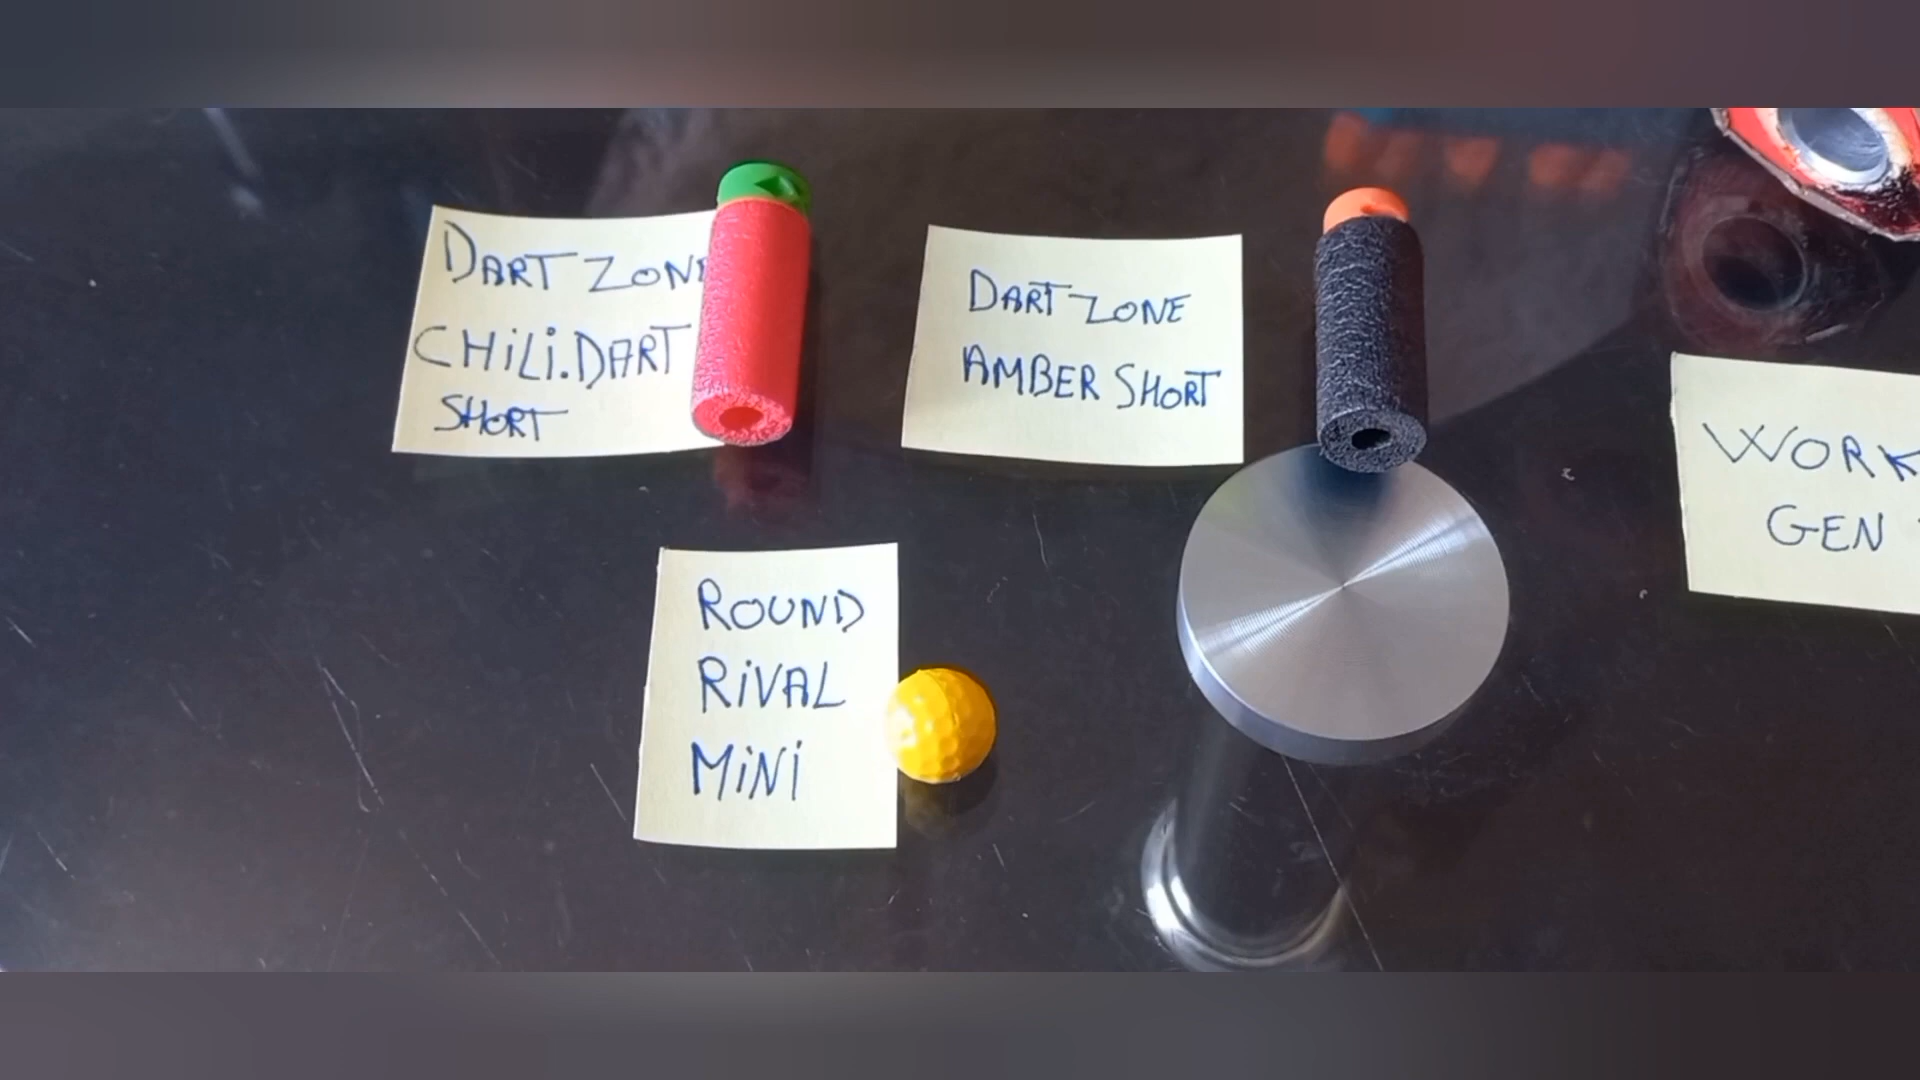 DART ZONE
CHiLi.DART
SHORT
DART ZONE
AMBER SHORT
WORK
GEN
ROUND
RiVAL
MiNi